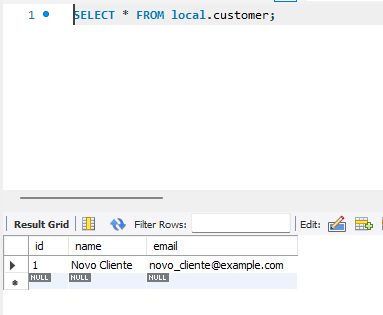 1 SELECT * FROM local.customer;
Result Grid Filter Rows: Edit:
id name email
1 Novo Cliente novo_cliente@example.com
NULL NULL NULL